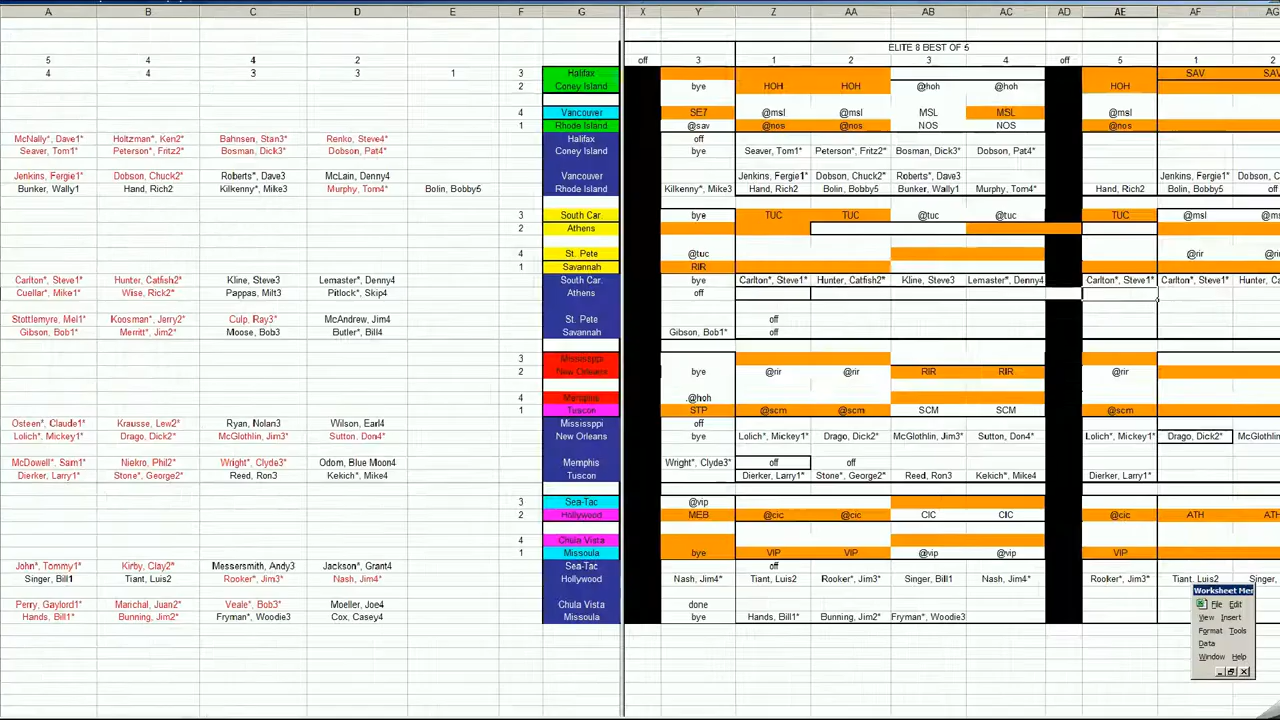 A B C D E F G X Y Z AA AB AC AD AE AF AG
ELITE 8 BEST OF 5
5 4 4 2 off 3 1 2 3 4 off 5 1 2
4 4 3 3 1 3 Halifax SAV SAV
2 Coney Island bye HOH HOH @hoh @hoh HOH
4 Vancouver SE7 @msl @msl MSL MSL @msl
1 Rhode Island @sav @nos @nos NOS NOS @nos
McNally*, Dave1* Holtzman*, Ken2* Bahnsen, Stan3* Renko, Steve4* Halifax off
Seaver, Tom1* Peterson*, Fritz2* Bosman, Dick3* Dobson, Pat4* Coney Island bye Seaver, Tom1* Peterson*, Fritz2* Bosman, Dick3* Dobson, Pat4*
Jenkins, Fergie1* Dobson, Chuck2* Roberts*, Dave3 McLain, Denny4 Vancouver Jenkins, Fergie1* Dobson, Chuck2* Roberts*, Dave3 Jenkins, Fergie1* Dobson, C
Bunker, Wally1 Hand, Rich2 Kilkenny*, Mike3 Murphy, Tom4* Bolin, Bobby5 Rhode Island Kilkenny*, Mike3 Hand, Rich2 Bolin, Bobby5 Bunker, Wally1 Murphy, Tom4* Hand, Rich2 Bolin, Bobby5 off
3 South Car. bye TUC TUC @tuc @tuc TUC @msl @ms
2 Athens
4 St. Pete @tuc @rir @rir
1 Savannah RIR
Carlton*, Steve1* Hunter, Catfish2* Kline, Steve3 Lemaster*, Denny4 South Car. bye Carlton*, Steve1* Hunter, Catfish2* Kline, Steve3 Lemaster*, Denny4 Carlton*, Steve1* Carlton*, Steve1* Hunter, Ca
Cuellar*, Mike1* Wise, Rick2* Pappas, Milt3 Pitlock*, Skip4 Athens off
Stottlemyre, Mel1* Koosman*, Jerry2* Culp, Ray3* McAndrew, Jim4 St. Pete off
Gibson, Bob1* Merritt*, Jim2* Moose, Bob3 Butler*, Bill4 Savannah Gibson, Bob1* off
3 Mississippi
2 New Orleans bye @rir @rir RIR RIR @rir
4 Memphis .@hoh
1 Tuscon STP @scm @scm SCM SCM @scm
Osteen*, Claude1* Krausse, Lew2* Ryan, Nolan3 Wilson, Earl4 Mississppi off
Lolich*, Mickey1* Drago, Dick2* McGlothlin, Jim3* Sutton, Don4* New Orleans bye Lolich*, Mickey1* Drago, Dick2* McGlothlin, Jim3* Sutton, Don4* Lolich*, Mickey1* Drago, Dick2* McGlothli
McDowell*, Sam1* Niekro, Phil2* Wright*, Clyde3* Odom, Blue Moon4 Memphis Wright*, Clyde3* off off
Dierker, Larry1* Stone*, George2* Reed, Ron3 Kekich*, Mike4 Tuscon Dierker, Larry1* Stone*, George2* Reed, Ron3 Kekich*, Mike4 Dierker, Larry1*
3 Sea-Tac @vip
2 Hollywood MEB @cic @cic CIC CIC @cic ATH ATH
4 Chula Vista
1 Missoula bye VIP VIP @vip @vip VIP
John*, Tommy1* Kirby, Clay2* Messersmith, Andy3 Jackson*, Grant4 Sea-Tac off
Singer, Bill1 Tiant, Luis2 Rooker*, Jim3* Nash, Jim4* Hollywood Nash, Jim4* Tiant, Luis2 Rooker*, Jim3* Singer, Bill1 Nash, Jim4* Rooker*, Jim3* Tiant, Luis2 Singer,
Perry, Gaylord1* Marichal, Juan2* Veale*, Bob3* Moeller, Joe4 Chula Vista done
Hands, Bill1* Bunning, Jim2* Fryman*, Woodie3 Cox, Casey4 Missoula bye Hands, Bill1* Bunning, Jim2* Fryman*, Woodie3
Worksheet Mer
File Edit
View Insert
Format Tools
Data
Window Help